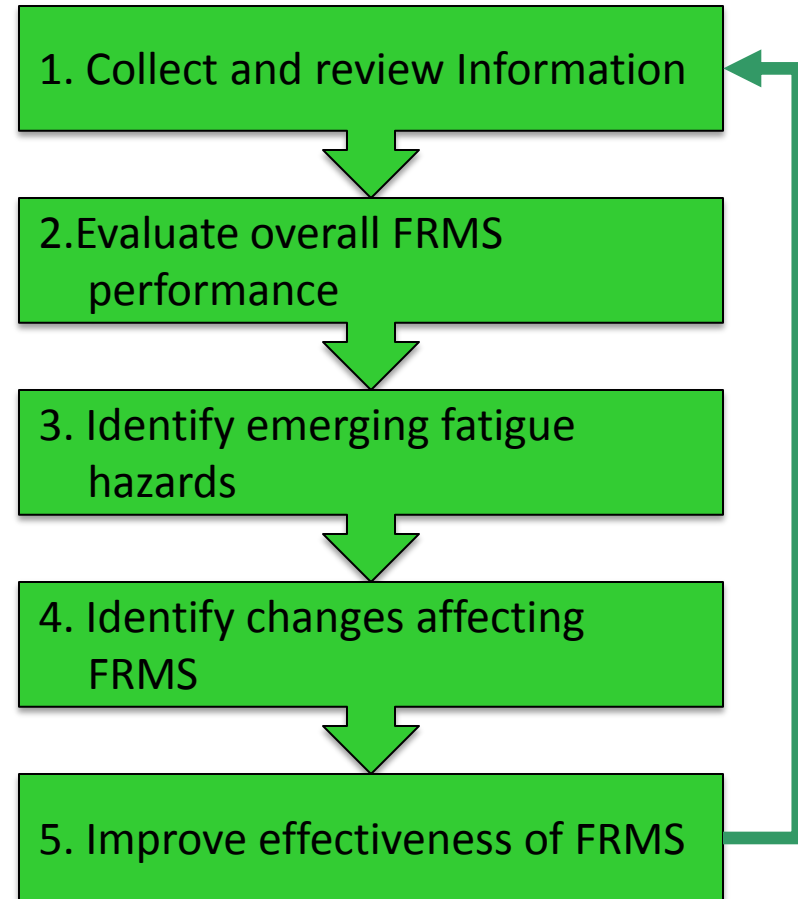 1. Collect and review Information
2.Evaluate overall FRMS
performance
3. Identify emerging fatigue
hazards
4. Identify changes affecting
FRMS
5. Improve effectiveness of FRMS